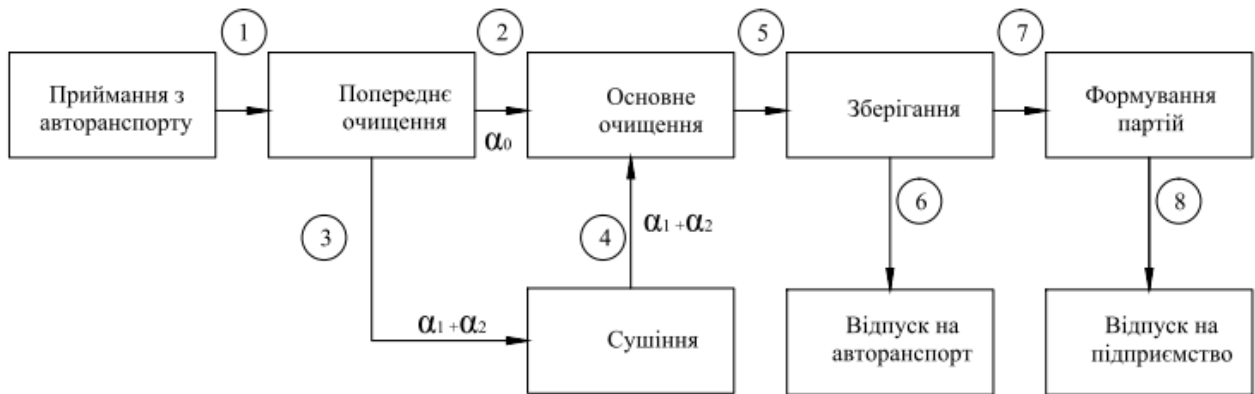 1
2
5
7
Приймання з
авторанспорту
Попереднє
очищення
α0
Основне
очищення
Зберігання
Формування
партій
3
4
α1 +α2
6
8
α1 +α2
Сушіння
Відпуск на
авторанспорт
Відпуск на
підприємство